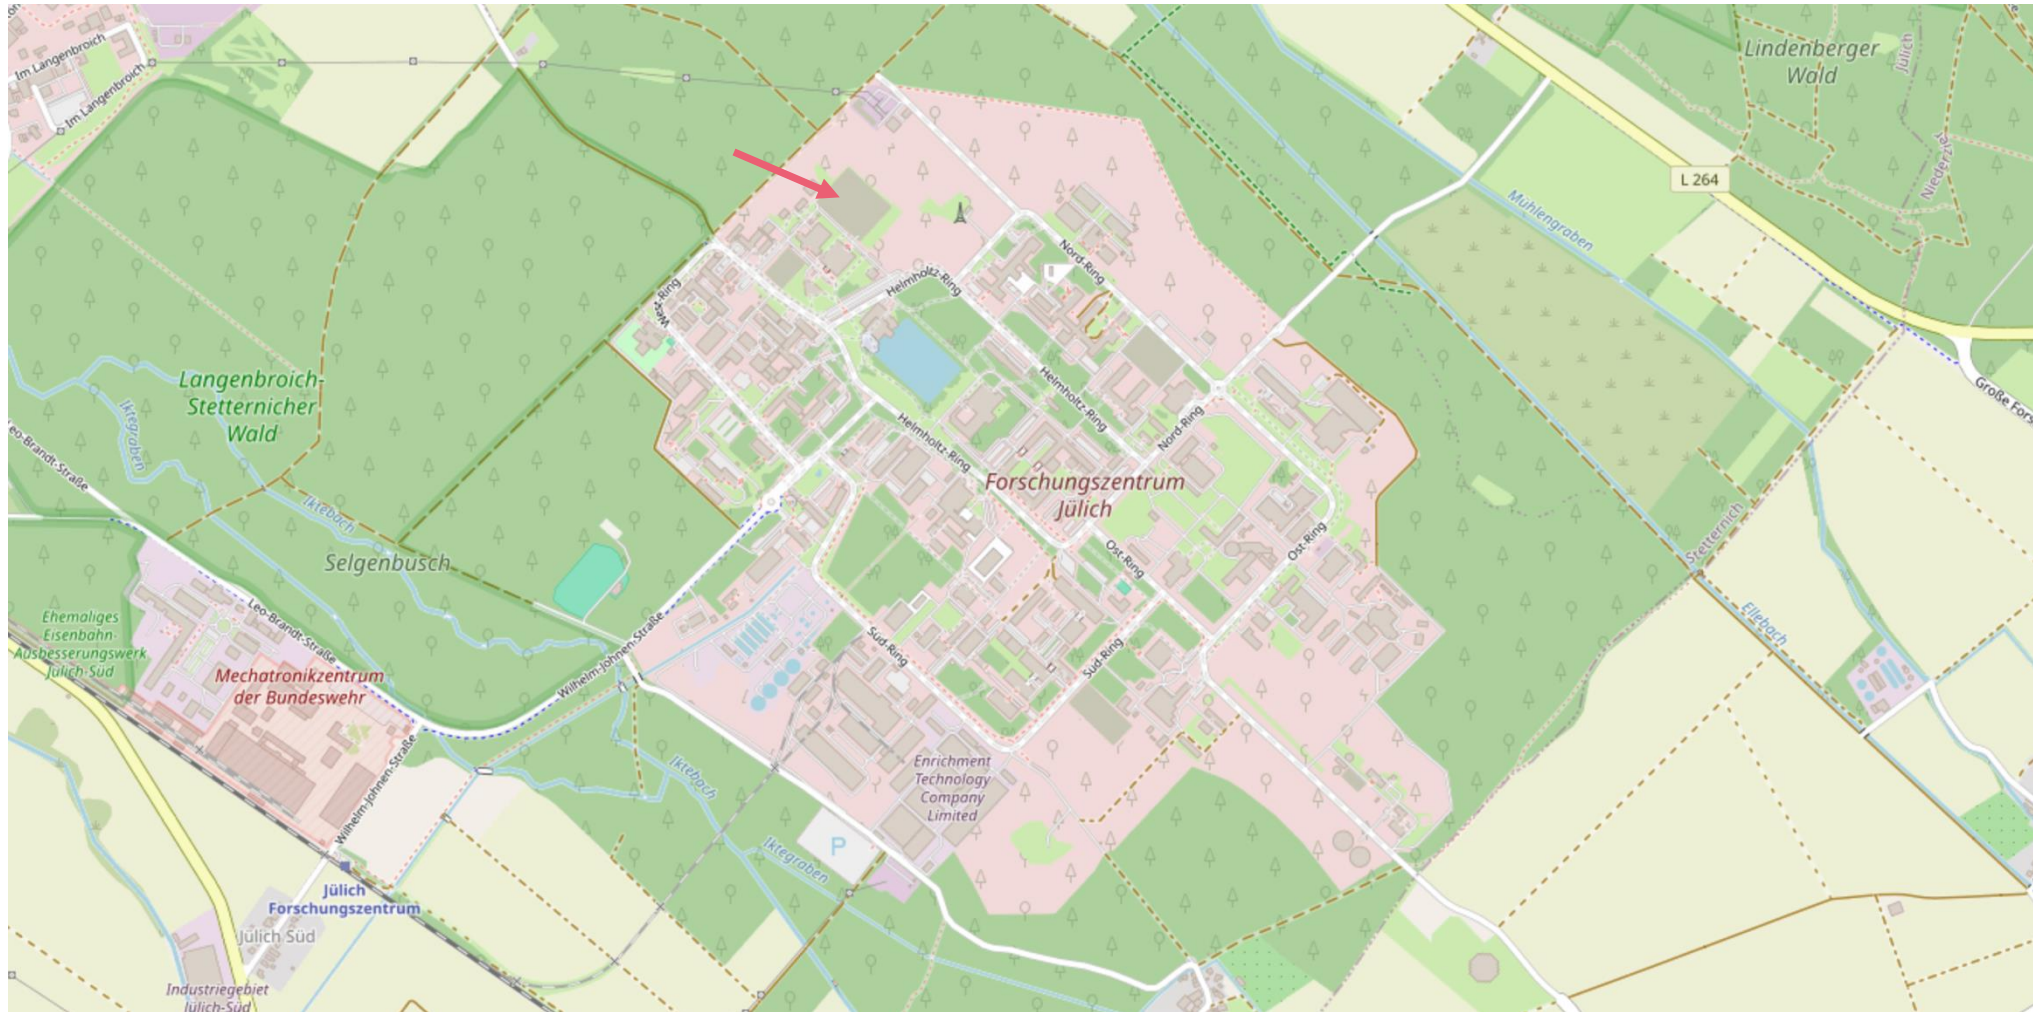 Im Langenbroich
Im Langenbroich
Lindenberger
Wald
Jülich
Niederzier
L 264
Mühlengraben
Nord-Ring
Helmholtz-Ring
West-Ring
Langenbroich-
Stetternicher
Wald
Iktegraben
Leo-Brandt-Straße
Helmholtz-Ring
Helmholtz-Ring
Nord-Ring
Große Fors
Forschungszentrum
Jülich
Iktebach
Selgenbusch
Ost-Ring
Ost-Ring
Stetternich
Ellebach
Ehemaliges
Eisenbahn-
Ausbesserungswerk
Jülich-Süd
Leo-Brandt-Straße
Mechatronikzentrum
der Bundeswehr
Wilhelm-Johnen-Straße
Süd-Ring
Süd-Ring
Wilhelm-Johnen-Straße
Iktebach
Enrichment
Technology
Company
Limited
P
Iktegraben
Jülich
Forschungszentrum
Jülich Süd
Industriegebiet
Jülich-Süd